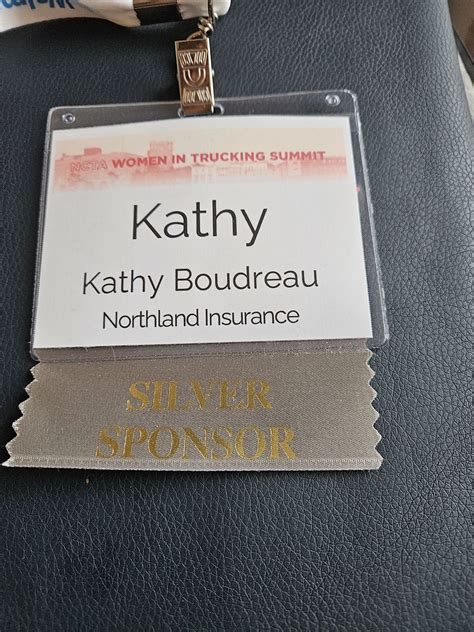 NCTA WOMEN IN TRUCKING SUMMIT
Kathy
Kathy Boudreau
Northland Insurance
SILVER
SPONSOR